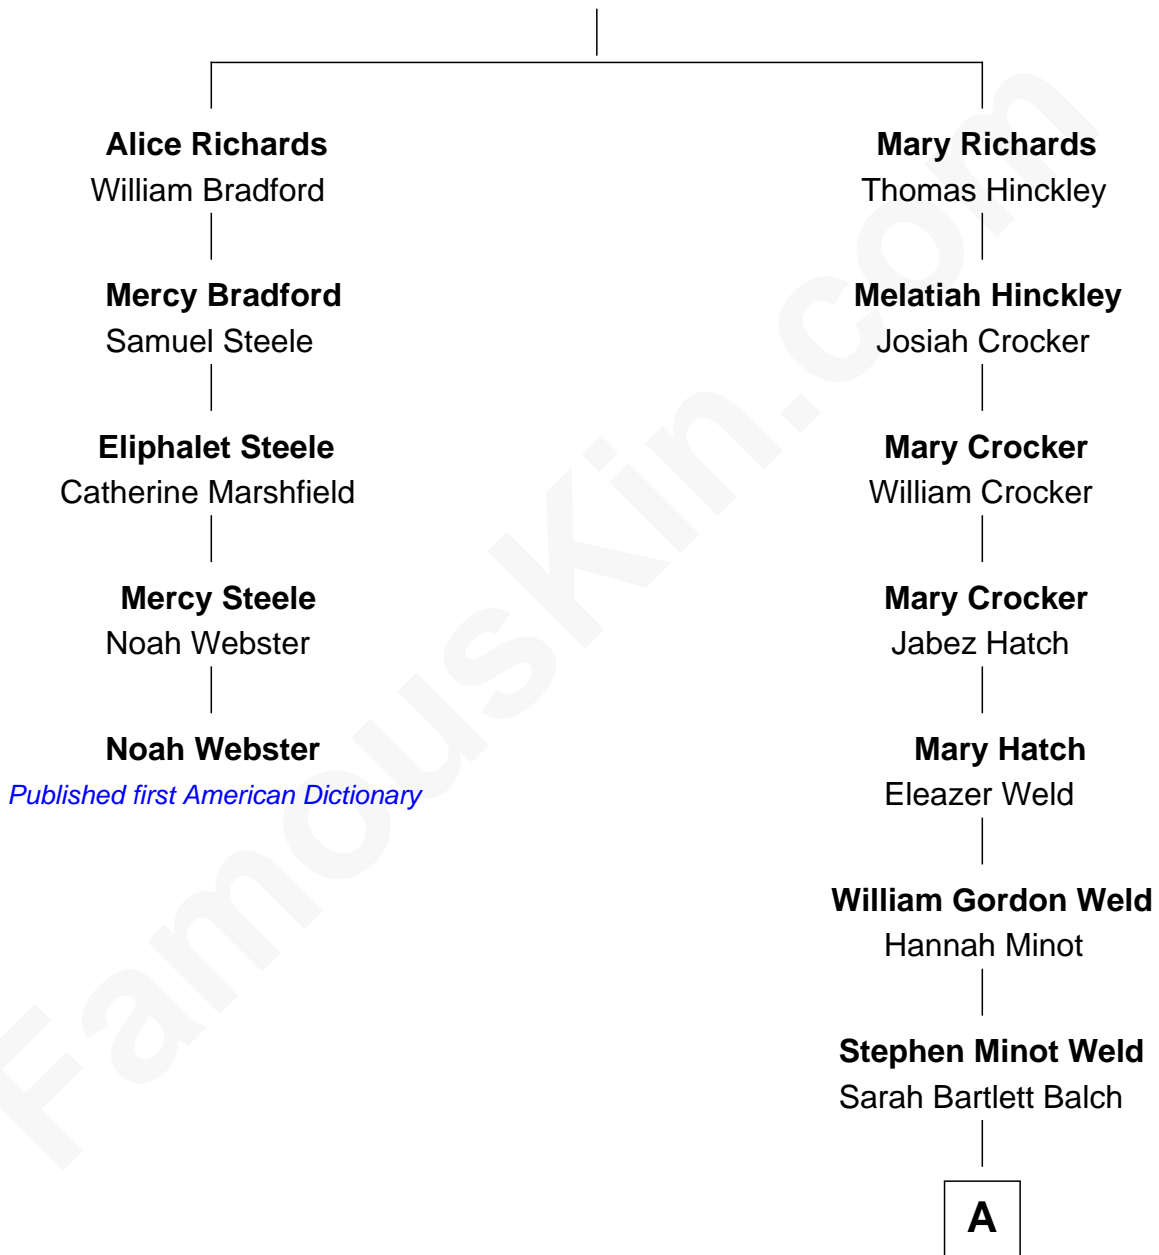 Alice Richards
William Bradford
Mary Richards
Thomas Hinckley
Mercy Bradford
Samuel Steele
Melatiah Hinckley
Josiah Crocker
Eliphalet Steele
Catherine Marshfield
Mary Crocker
William Crocker
Mercy Steele
Noah Webster
Mary Crocker
Jabez Hatch
Noah Webster
Published first American Dictionary
Mary Hatch
Eleazer Weld
William Gordon Weld
Hannah Minot
Stephen Minot Weld
Sarah Bartlett Balch
A
FamousKin.com